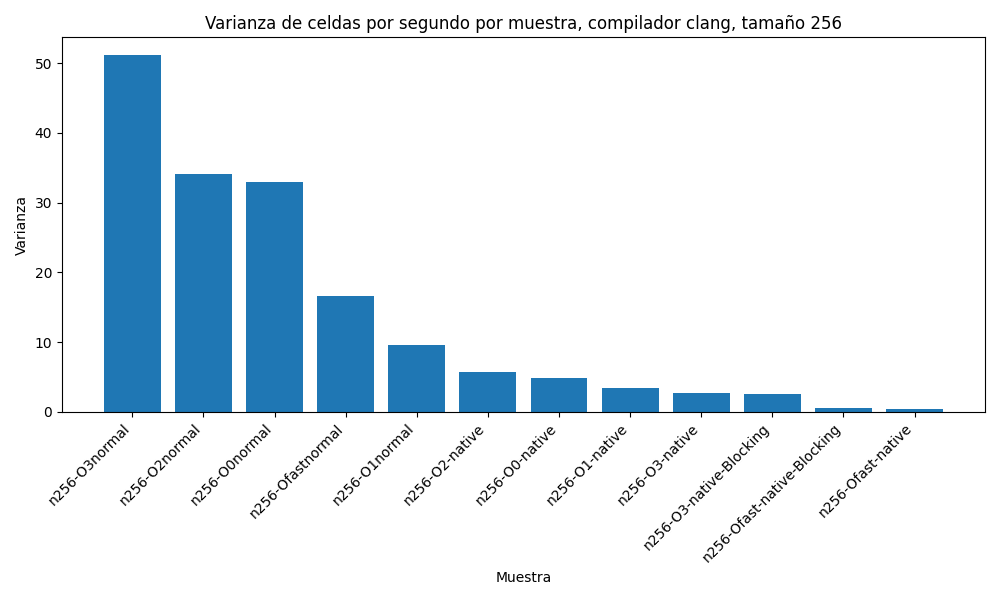 Varianza de celdas por segundo por muestra, compilador clang, tamaño 256
Varianza
50
40
30
20
10
0
n256-O3normal
n256-O2normal
n256-O0normal
n256-Ofastnormal
n256-O1normal
n256-O2-native
n256-O0-native
n256-O1-native
n256-O3-native
n256-O3-native-Blocking
n256-Ofast-native-Blocking
n256-Ofast-native
Muestra